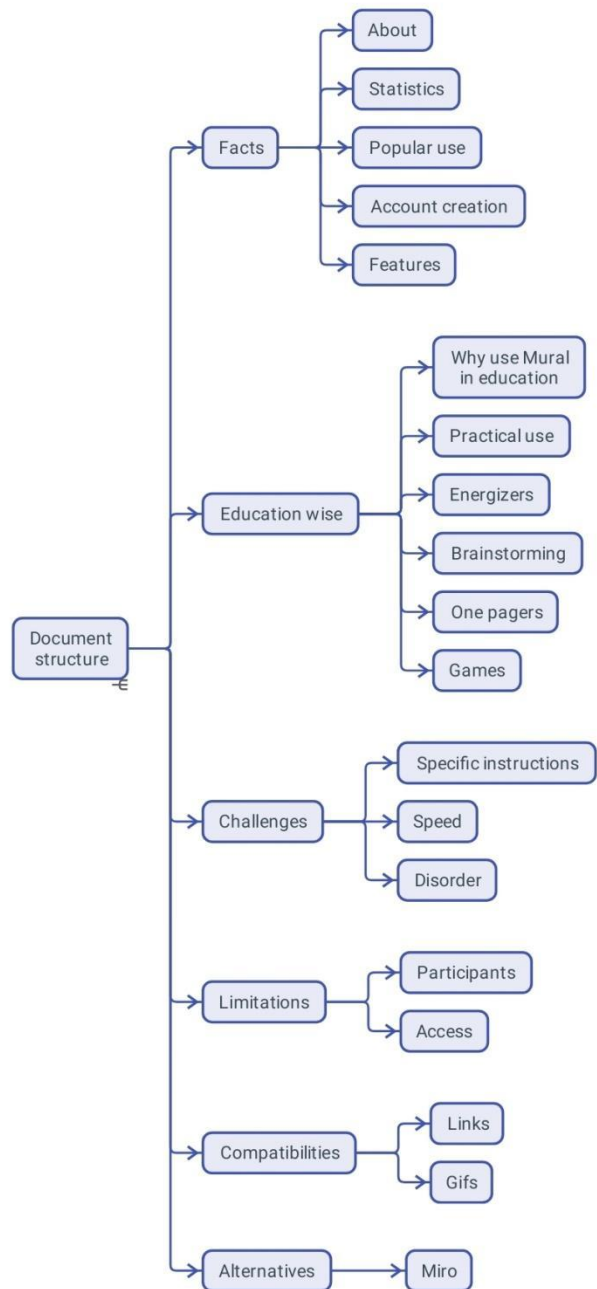 Document
structure
Facts
About
Statistics
Popular use
Account creation
Features
Education wise
Why use Mural
in education
Practical use
Energizers
Brainstorming
One pagers
Games
Challenges
Specific instructions
Speed
Disorder
Limitations
Participants
Access
Compatibilities
Links
Gifs
Alternatives
Miro